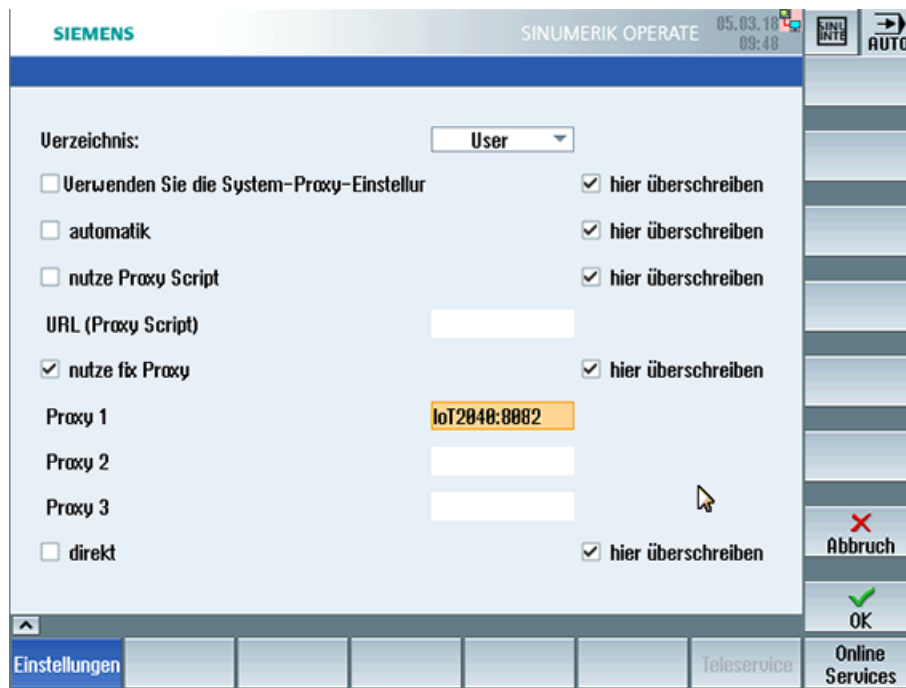 SIEMENS
SINUMERIK OPERATE
05.03.18
09:48
SINU
INTE
AUTO
Verzeichnis:
User
Verwenden Sie die System-Proxy-Einstellur
hier überschreiben
automatik
hier überschreiben
nutze Proxy Script
hier überschreiben
URL (Proxy Script)
nutze fix Proxy
hier überschreiben
Proxy 1
IoT2040:8082
Proxy 2
Proxy 3
direkt
hier überschreiben
Abbruch
OK
Einstellungen
Teleservice
Online
Services